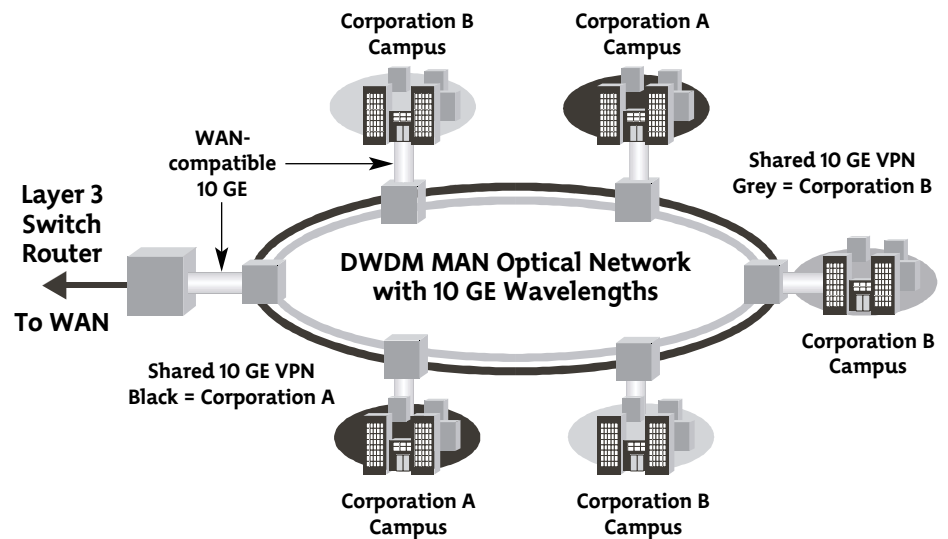 Corporation B
Campus
Corporation A
Campus
WAN-
compatible
10 GE
Shared 10 GE VPN
Grey = Corporation B
Layer 3
Switch
Router
DWDM MAN Optical Network
with 10 GE Wavelengths
To WAN
Corporation B
Campus
Shared 10 GE VPN
Black = Corporation A
Corporation A
Campus
Corporation B
Campus